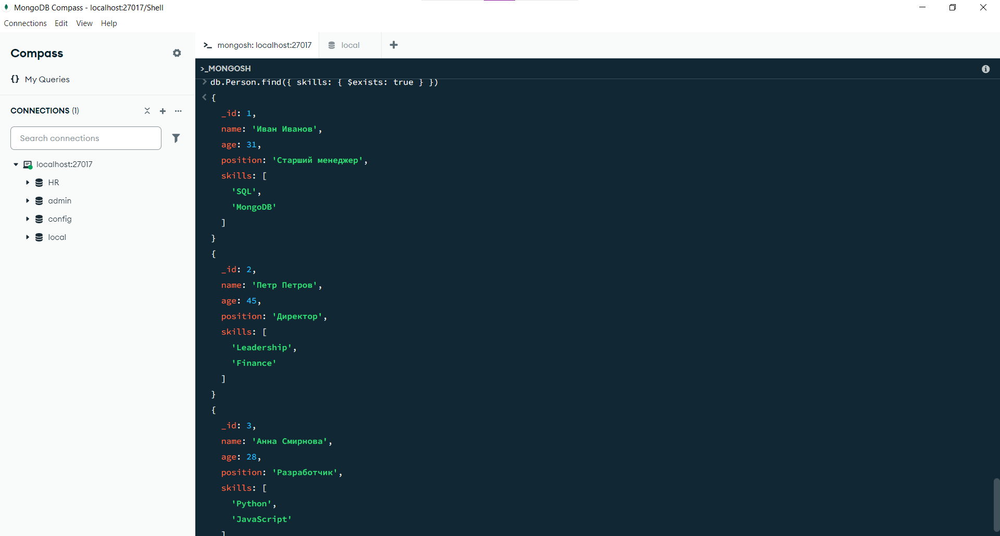 MongoDB Compass - localhost:27017/Shell
Connections Edit View Help
Compass
My Queries
CONNECTIONS (1)
Search connections
localhost:27017
HR
admin
config
local
>_ mongosh: localhost:27017
local
>_MONGOSH
> db.Person.find({ skills: { $exists: true } })
< {
_id: 1,
name: 'Иван Иванов',
age: 31,
position: 'Старший менеджер',
skills: [
'SQL',
'MongoDB'
]
}
{
_id: 2,
name: 'Петр Петров',
age: 45,
position: 'Директор',
skills: [
'Leadership',
'Finance'
]
}
{
_id: 3,
name: 'Анна Смирнова',
age: 28,
position: 'Разработчик',
skills: [
'Python',
'JavaScript'
]